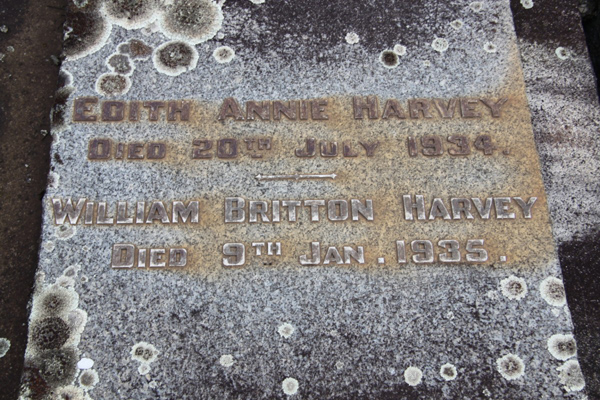 EDITH ANNIE HARVEY
DIED 20TH JULY 1934.
WILLIAM BRITTON HARVEY
DIED 9TH JAN. 1935.